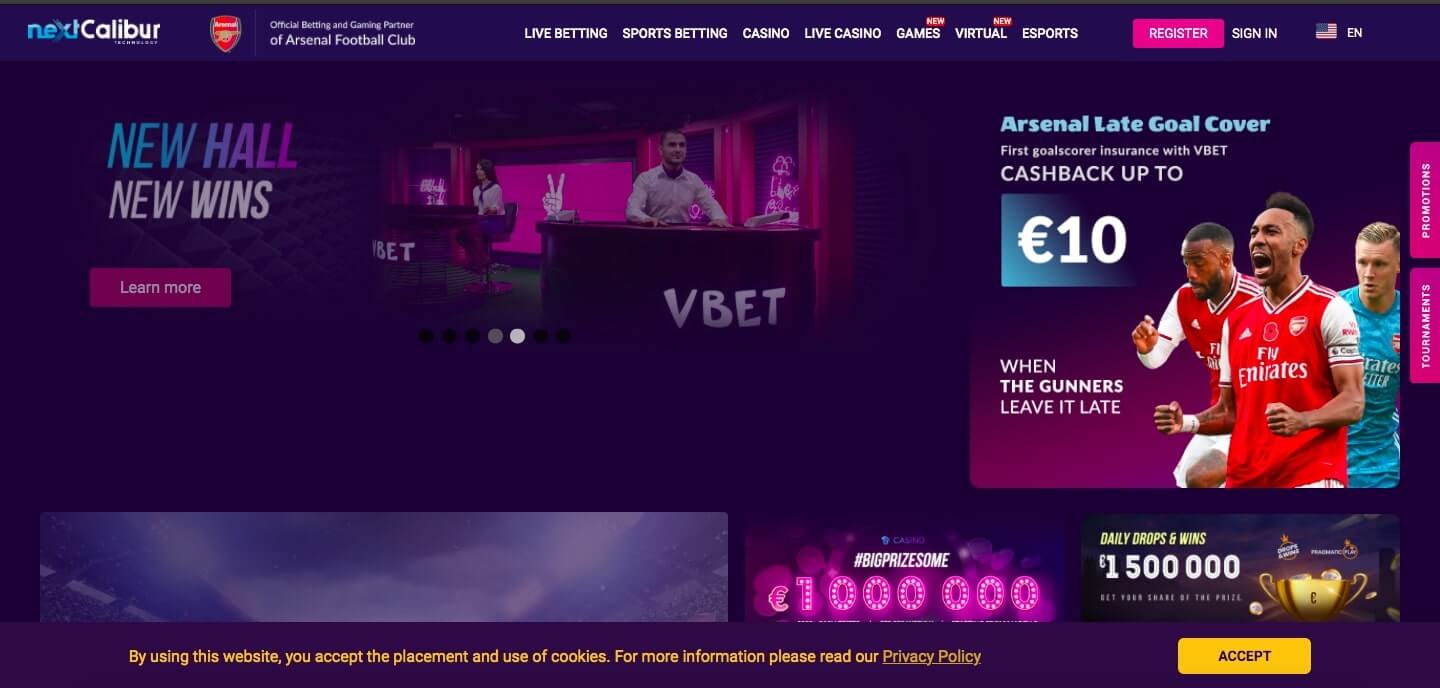 nextCalibur
TECHNOLOGY
Arsenal
Official Betting and Gaming Partner
of Arsenal Football Club
LIVE BETTING
SPORTS BETTING
CASINO
LIVE CASINO
NEW
GAMES
NEW
VIRTUAL
ESPORTS
REGISTER
SIGN IN
EN
NEW HALL
NEW WINS
Learn more
VBET
VBET
Arsenal Late Goal Cover
First goalscorer insurance with VBET
CASHBACK UP TO
€10
WHEN
THE GUNNERS
LEAVE IT LATE
Fly
Emirates
PROMOTIONS
TOURNAMENTS
CASINO
#BIGPRIZESOME
€1000 000
DAILY DROPS & WINS
€1 500 000
GET YOUR SHARE OF THE PRIZE.
DROPS
& WINS
PRAGMATIC PLAY
€
By using this website, you accept the placement and use of cookies. For more information please read our Privacy Policy
ACCEPT